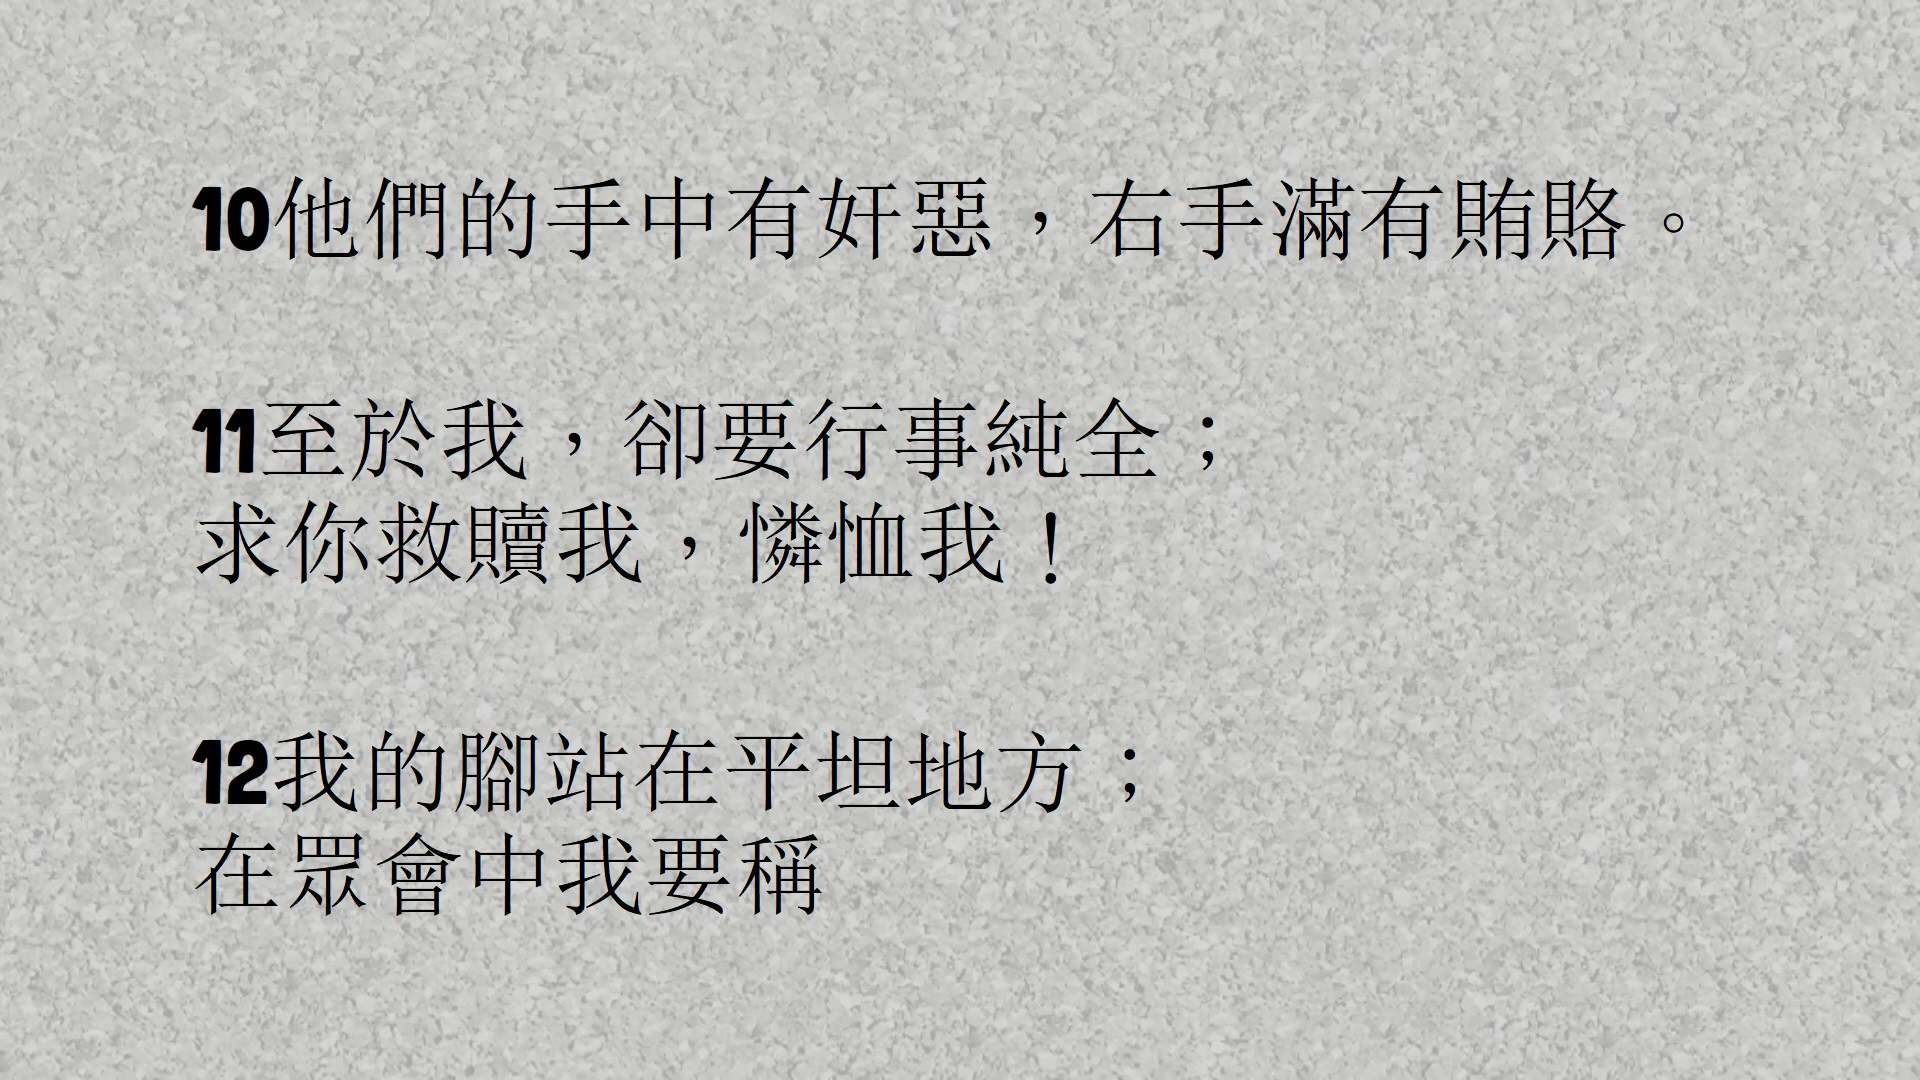 10他們的手中有奸惡，右手滿有賄賂。
11至於我，卻要行事純全；
求你救贖我，憐恤我！
12我的腳站在平坦地方；
在眾會中我要稱